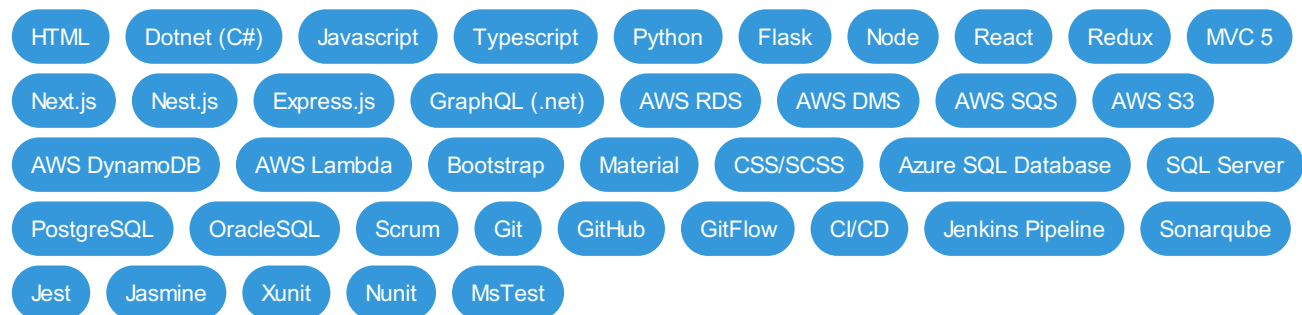 HTML Dotnet (C#) Javascript Typescript Python Flask Node React Redux MVC 5
Next.js Nest.js Express.js GraphQL (.net) AWS RDS AWS DMS AWS SQS AWS S3
AWS DynamoDB AWS Lambda Bootstrap Material CSS/SCSS Azure SQL Database SQL Server
PostgreSQL OracleSQL Scrum Git GitHub GitFlow CI/CD Jenkins Pipeline Sonarqube
Jest Jasmine Xunit Nunit MsTest